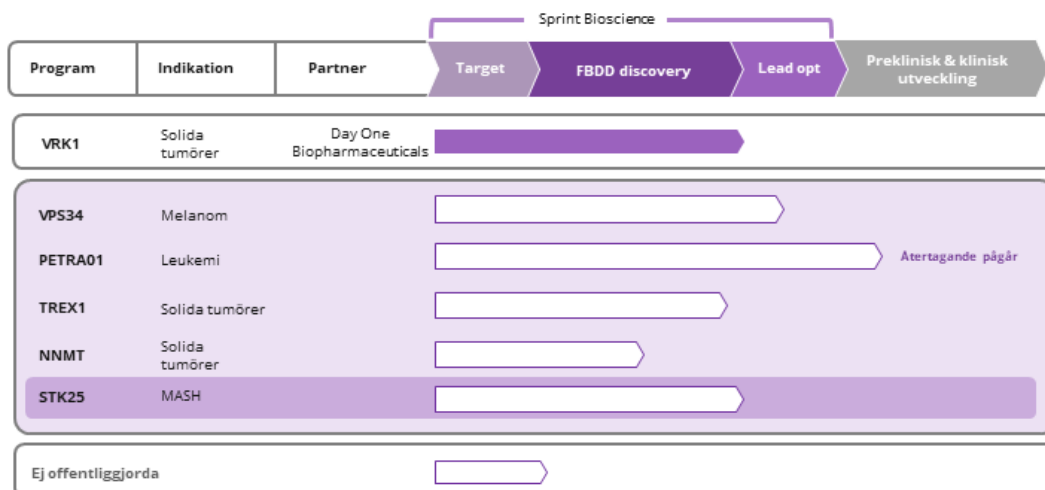 Sprint Bioscience
Program
Indikation
Partner
Target
FBDD discovery
Lead opt
Preklinisk & klinisk
utveckling
VRK1
Solida
tumörer
Day One
Biopharmaceuticals
VPS34
Melanom
PETRA01
Leukemi
Återtagande pågår
TREX1
Solida tumörer
NNMT
Solida
tumörer
STK25
MASH
Ej offentliggjorda